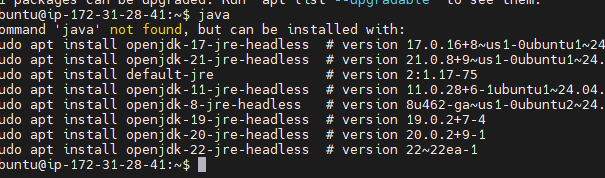 packages can be upgraded. Run 'apt list --upgradable' to see them.
buntu@ip-172-31-28-41:~$ java
ommand 'java' not found, but can be installed with:
udo apt install openjdk-17-jre-headless  # version 17.0.16+8~us1-0ubuntu1~24
udo apt install openjdk-21-jre-headless  # version 21.0.8+9~us1-0ubuntu1~24.
udo apt install default-jre              # version 2:1.17-75
udo apt install openjdk-11-jre-headless  # version 11.0.28+6-1ubuntu1~24.04.
udo apt install openjdk-8-jre-headless   # version 8u462-ga~us1-0ubuntu2~24.
udo apt install openjdk-19-jre-headless  # version 19.0.2+7-4
udo apt install openjdk-20-jre-headless  # version 20.0.2+9-1
udo apt install openjdk-22-jre-headless  # version 22~22ea-1
buntu@ip-172-31-28-41:~$